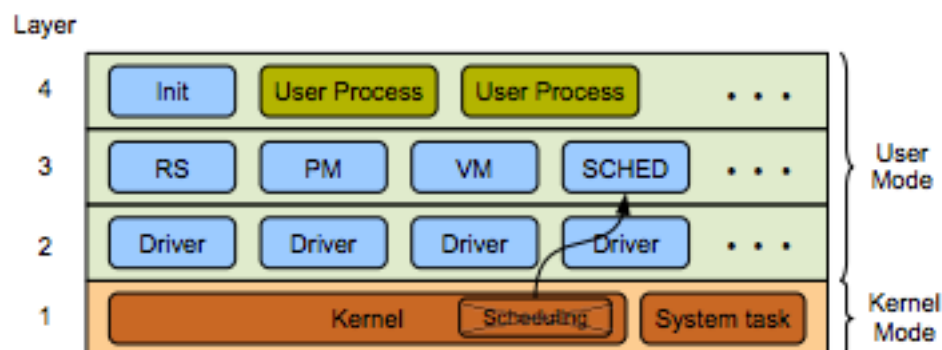 Layer
4 Init User Process User Process . . .
3 RS PM VM SCHED . . .
User Mode
2 Driver Driver Driver Driver . . .
1 Kernel Scheduling System task
Kernel Mode